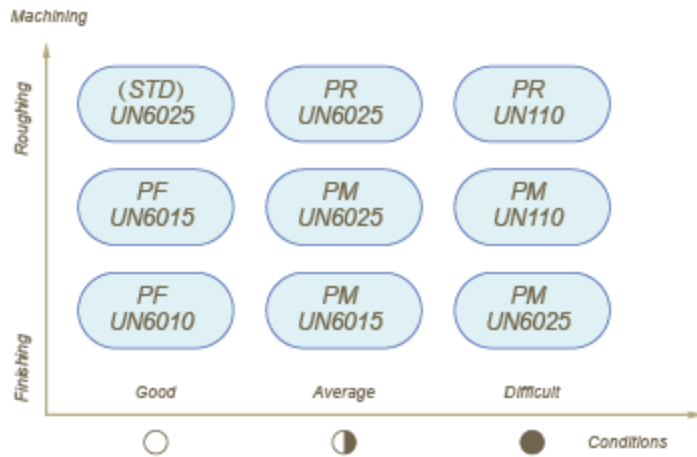 Machining
Roughing
(STD)
UN6025
PR
UN6025
PR
UN110
PF
UN6015
PM
UN6025
PM
UN110
PF
UN6010
PM
UN6015
PM
UN6025
Finishing
Good
Average
Difficult
Conditions